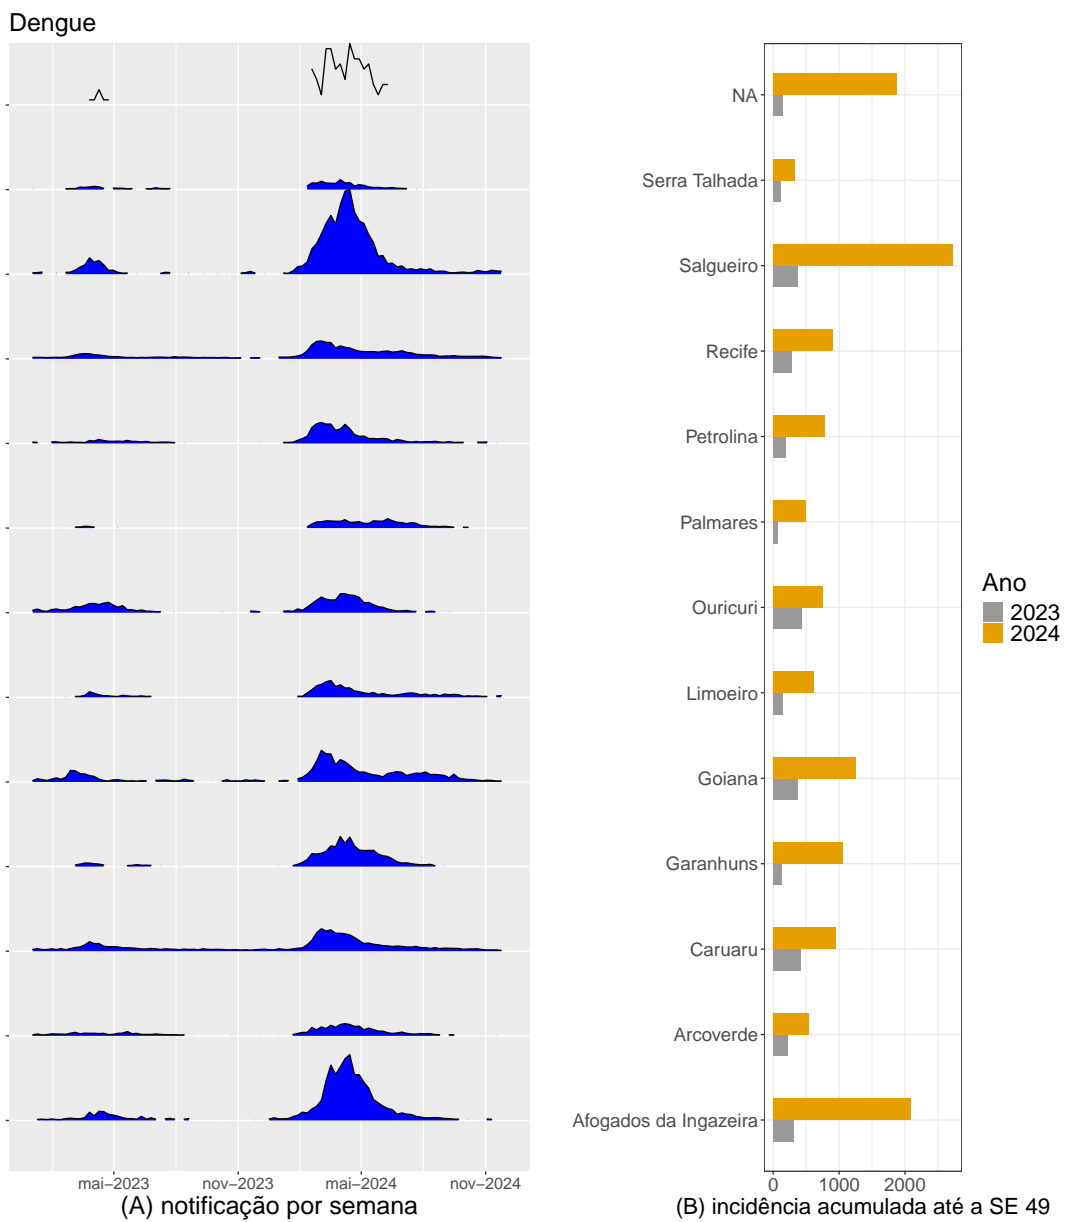 Dengue
NA
Serra Talhada
Salgueiro
Recife
Petrolina
Palmares
Ouricuri
Limoeiro
Goiana
Garanhuns
Caruaru
Arcoverde
Afogados da Ingazeira
Ano
2023
2024
mai–2023 nov–2023 mai–2024 nov–2024
0 1000 2000
(A) notificação por semana
(B) incidência acumulada até a SE 49